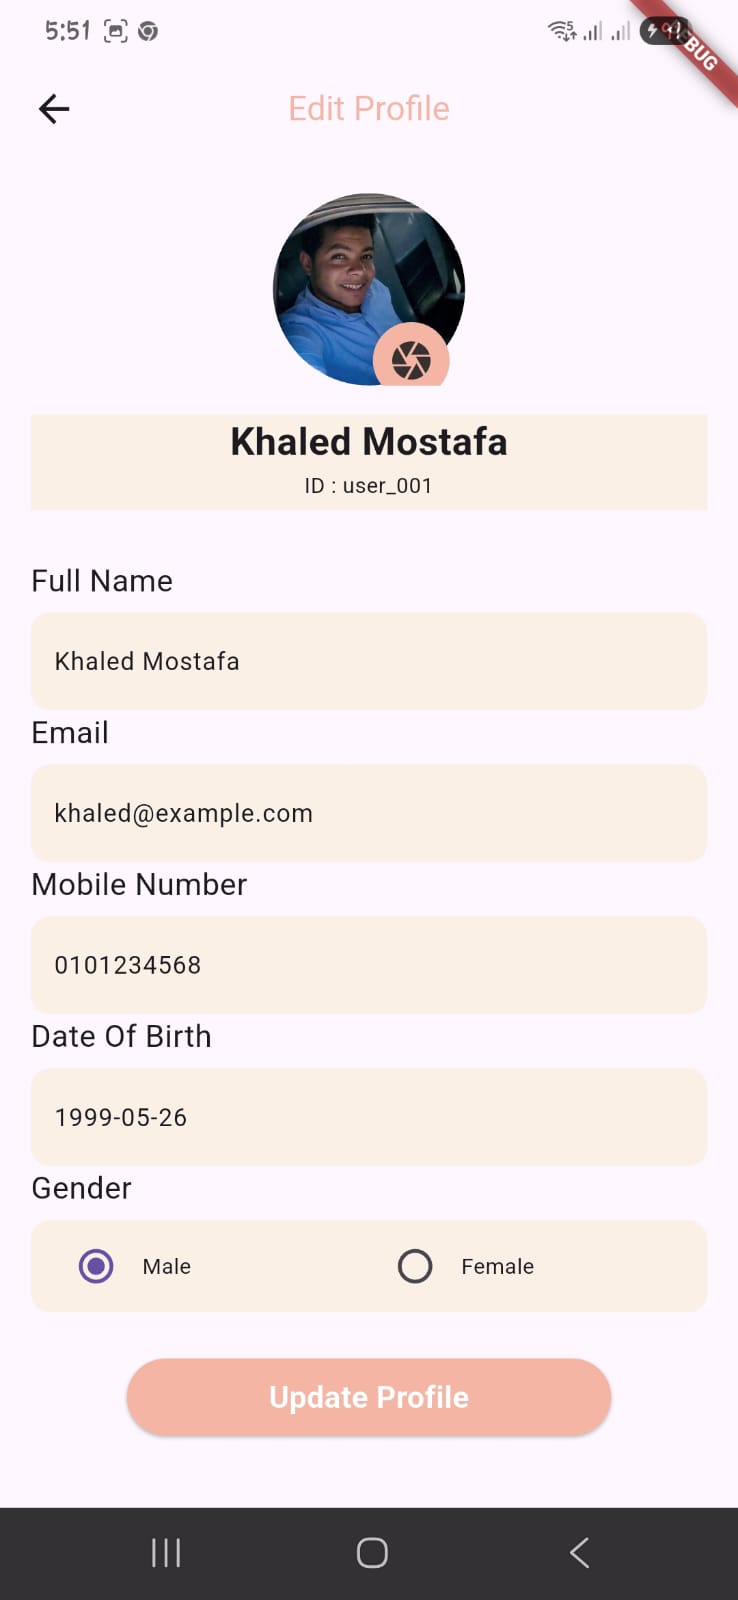 5:51
Edit Profile
Khaled Mostafa
ID : user_001
Full Name
Khaled Mostafa
Email
khaled@example.com
Mobile Number
0101234568
Date Of Birth
1999-05-26
Gender
Male Female
Update Profile